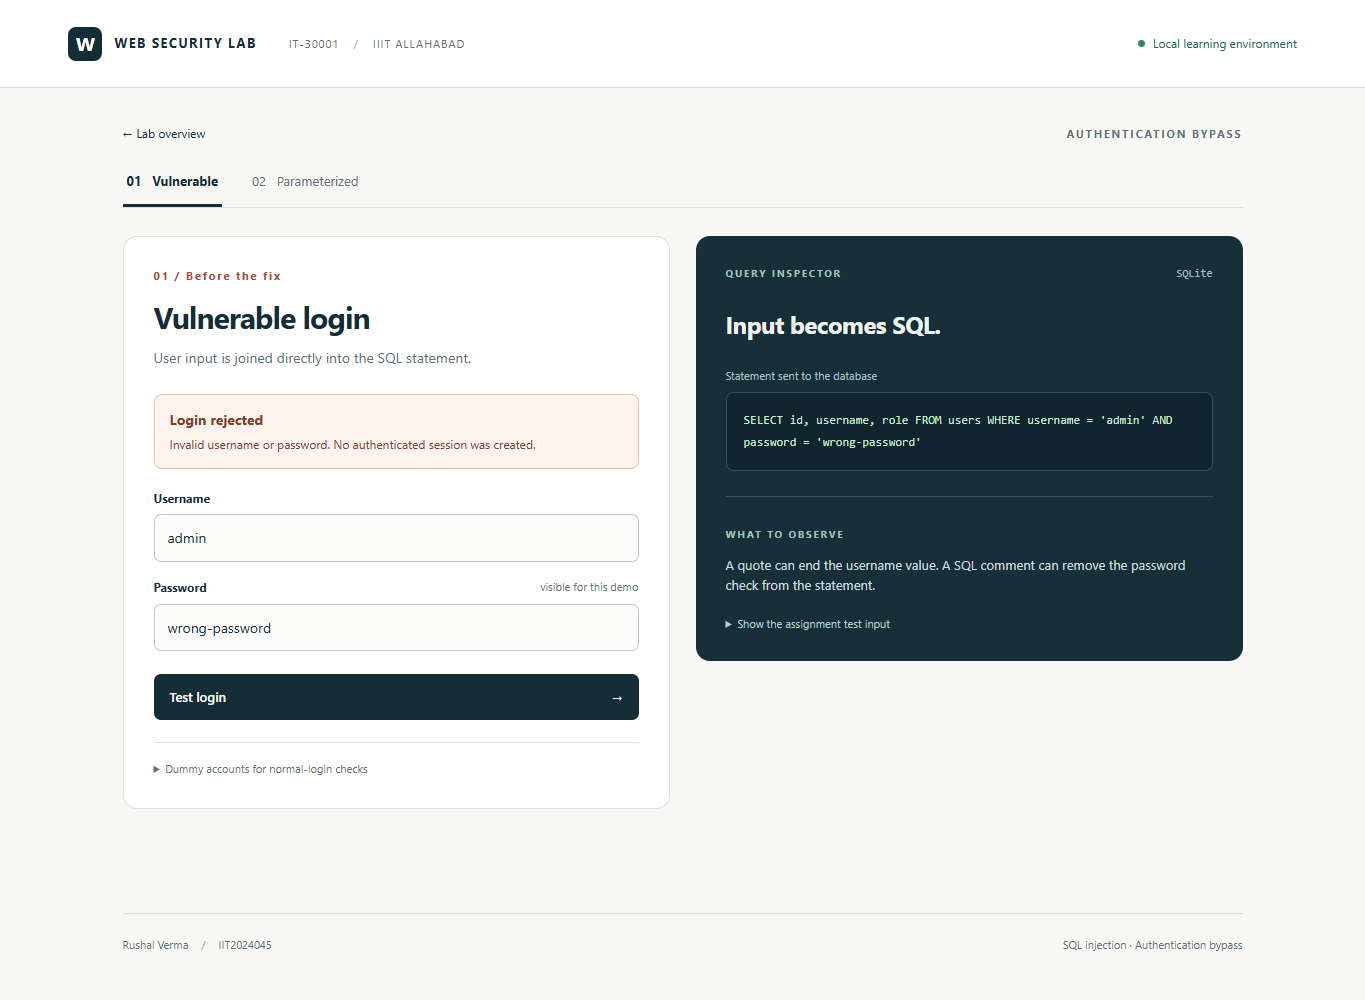 W WEB SECURITY LAB IT-30001 / IIIT ALLAHABAD
Local learning environment
← Lab overview
AUTHENTICATION BYPASS
01 Vulnerable
02 Parameterized
01 / Before the fix
Vulnerable login
User input is joined directly into the SQL statement.
Login rejected
Invalid username or password. No authenticated session was created.
Username
admin
Password
visible for this demo
wrong-password
Test login →
Dummy accounts for normal-login checks
QUERY INSPECTOR
SQLite
Input becomes SQL.
Statement sent to the database
SELECT id, username, role FROM users WHERE username = 'admin' AND
password = 'wrong-password'
WHAT TO OBSERVE
A quote can end the username value. A SQL comment can remove the password
check from the statement.
Show the assignment test input
Rushal Verma / IIT2024045
SQL injection · Authentication bypass